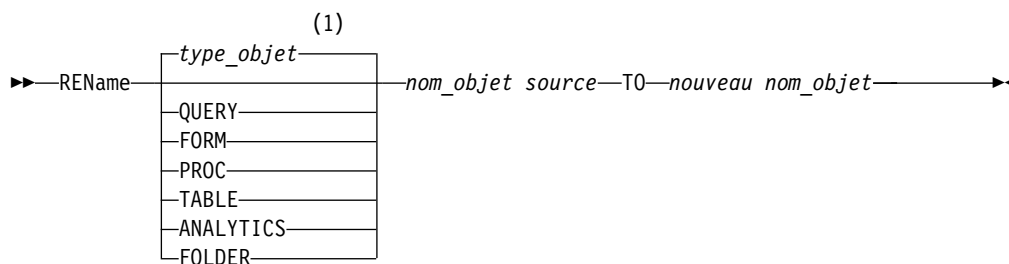 (1)
type_objet
REName nom_objet source TO nouveau nom_objet
QUERY
FORM
PROC
TABLE
ANALYTICS
FOLDER